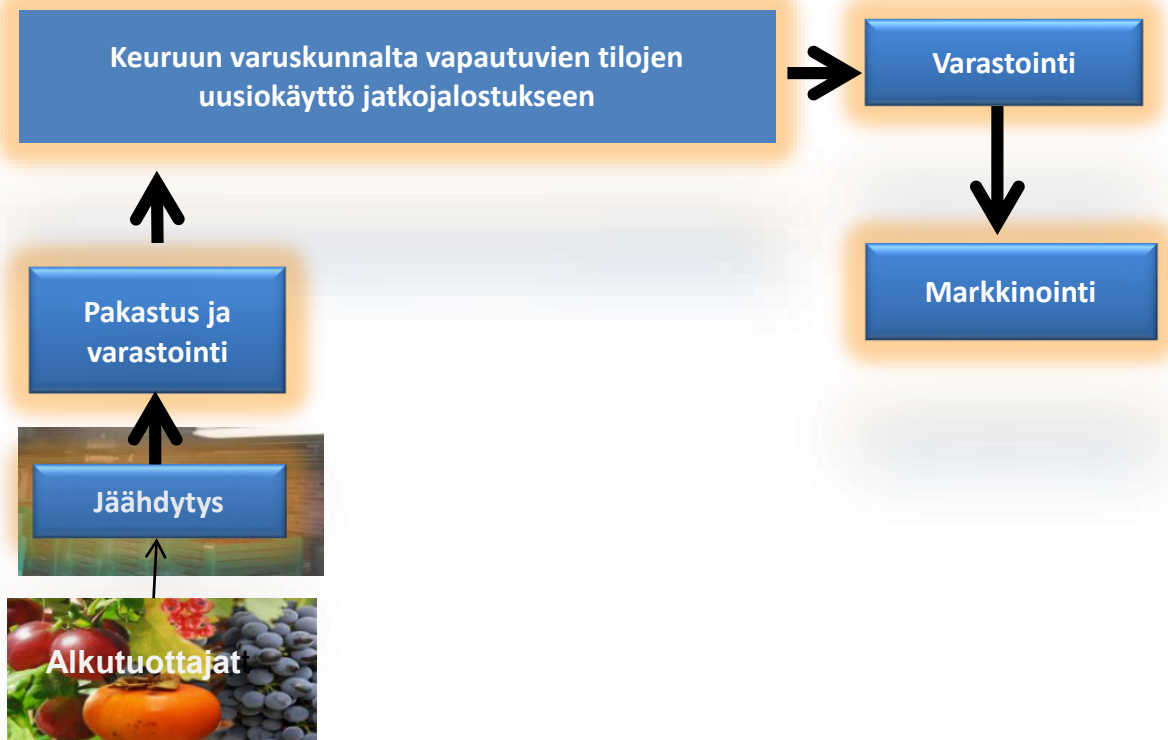 Keuruun varuskunnalta vapautuvien tilojen
uusiokäyttö jatkojalostukseen
Varastointi
Markkinointi
Pakastus ja
varastointi
Jäähdytys
Alkutuottajat